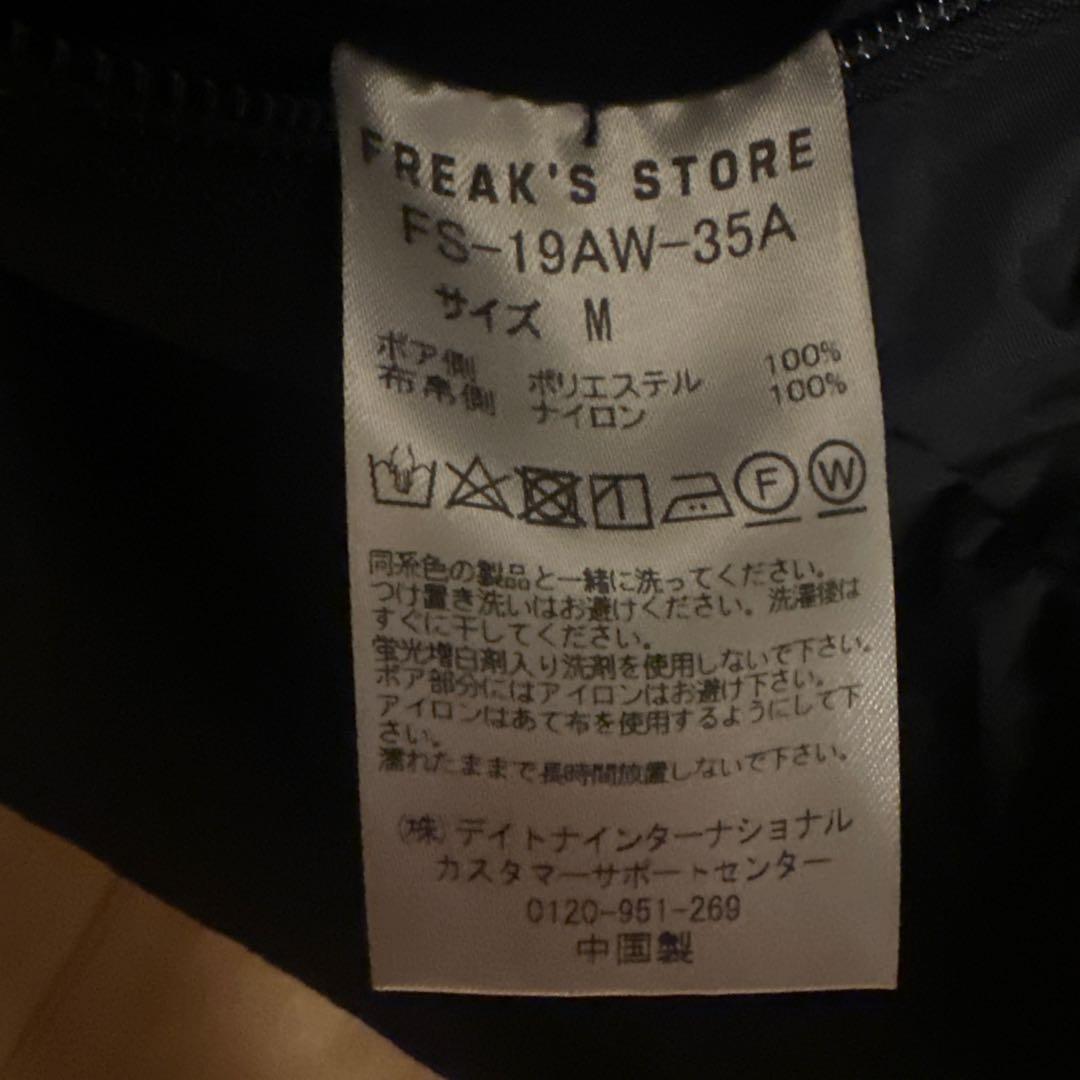 FREAK'S STORE
FS-19AW-35A
サイズ M
ボア側 ポリエステル 100%
布帛側 ナイロン 100%
F W
同系色の製品と一緒に洗ってください。
つけ置き洗いはお避けください。洗濯後は
すぐに干してください。
蛍光増白剤入り洗剤を使用しないで下さい。
ボア部分にはアイロンはお避け下さい。
アイロンはあて布を使用するようにして下
さい。
濡れたままで長時間放置しないで下さい。
(株)デイトナインターナショナル
カスタマーサポートセンター
0120-951-269
中国製